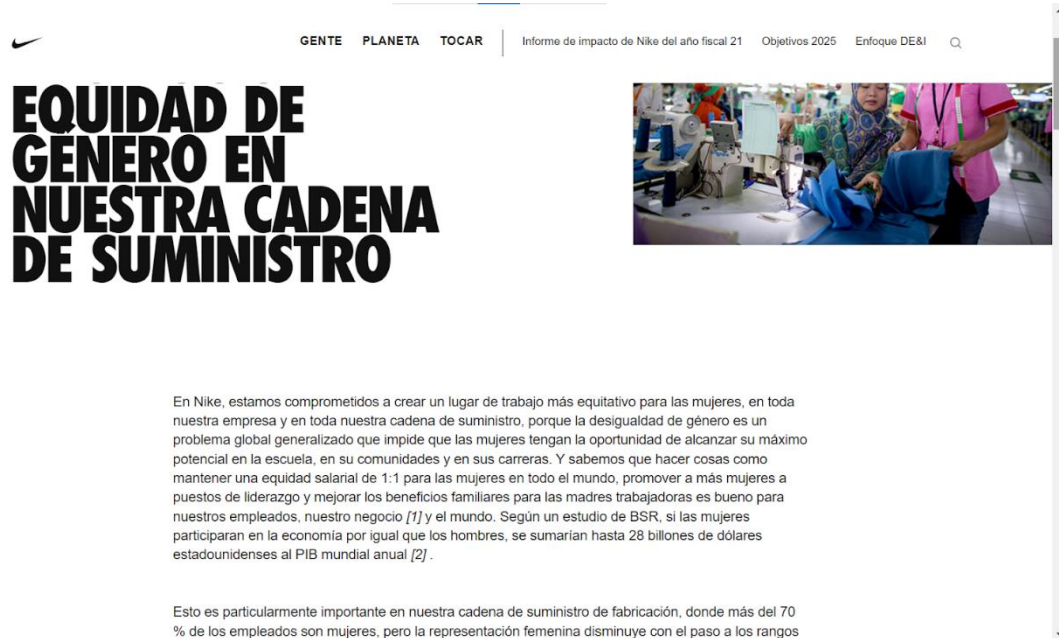 GENTE PLANETA TOCAR Informe de impacto de Nike del año fiscal 21 Objetivos 2025 Enfoque DE&I
EQUIDAD DE
GÉNERO EN
NUESTRA CADENA
DE SUMINISTRO
En Nike, estamos comprometidos a crear un lugar de trabajo más equitativo para las mujeres, en toda
nuestra empresa y en toda nuestra cadena de suministro, porque la desigualdad de género es un
problema global generalizado que impide que las mujeres tengan la oportunidad de alcanzar su máximo
potencial en la escuela, en su comunidades y en sus carreras. Y sabemos que hacer cosas como
mantener una equidad salarial de 1:1 para las mujeres en todo el mundo, promover a más mujeres a
puestos de liderazgo y mejorar los beneficios familiares para las madres trabajadoras es bueno para
nuestros empleados, nuestro negocio [1] y el mundo. Según un estudio de BSR, si las mujeres
participaran en la economía por igual que los hombres, se sumarían hasta 28 billones de dólares
estadounidenses al PIB mundial anual [2] .
Esto es particularmente importante en nuestra cadena de suministro de fabricación, donde más del 70
% de los empleados son mujeres, pero la representación femenina disminuye con el paso a los rangos